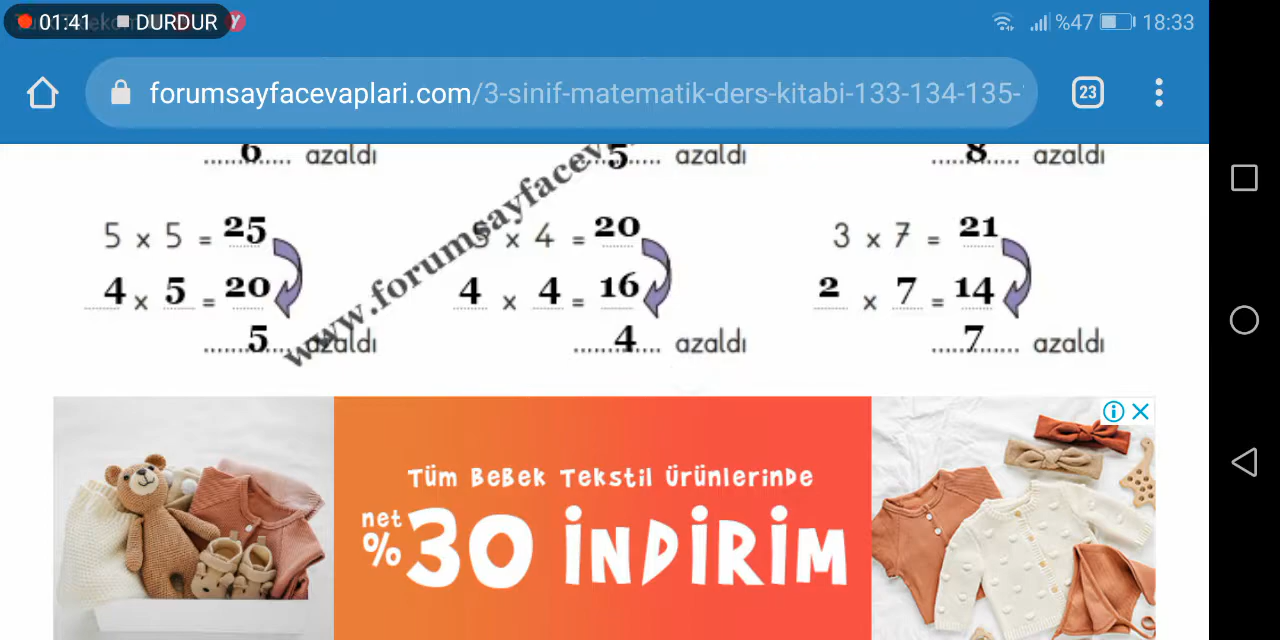 01:41 DURDUR
%47 18:33
forumsayfacevaplari.com/3-sinif-matematik-ders-kitabi-133-134-135-
23
......6...... azaldı
......5...... azaldı
......8...... azaldı
5 x 5 = 25
4 x 5 = 20
......5...... azaldı
5 x 4 = 20
4 x 4 = 16
......4...... azaldı
3 x 7 = 21
2 x 7 = 14
......7...... azaldı
www.forumsayfacev
Tüm Bebek Tekstil Ürünlerinde
net
%30 İNDİRİM